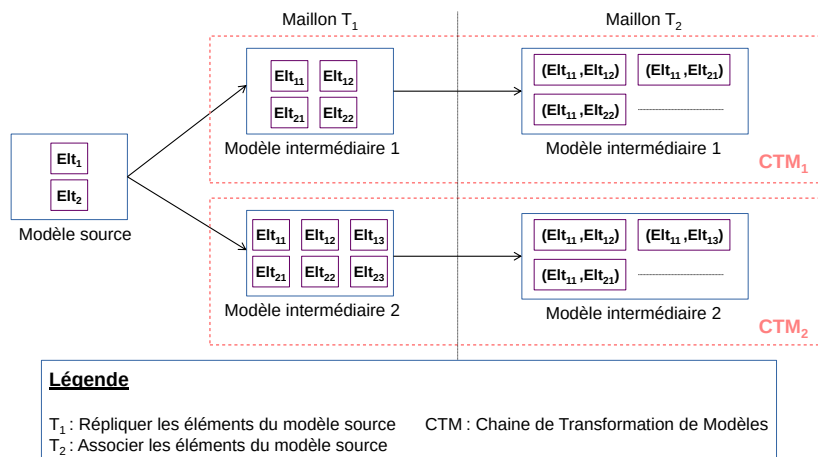 Maillon T₁ Maillon T₂
Elt₁₁ Elt₁₂
Elt₂₁ Elt₂₂
Modèle intermédiaire 1
(Elt₁₁,Elt₁₂) (Elt₁₁,Elt₂₁)
(Elt₁₁,Elt₂₂)
Modèle intermédiaire 1
CTM₁
Elt₁
Elt₂
Modèle source
Elt₁₁ Elt₁₂ Elt₁₃
Elt₂₁ Elt₂₂ Elt₂₃
Modèle intermédiaire 2
(Elt₁₁,Elt₁₂) (Elt₁₁,Elt₁₃)
(Elt₁₁,Elt₂₁)
Modèle intermédiaire 2
CTM₂
Légende
T₁ : Répliquer les éléments du modèle source CTM : Chaine de Transformation de Modèles
T₂ : Associer les éléments du modèle source